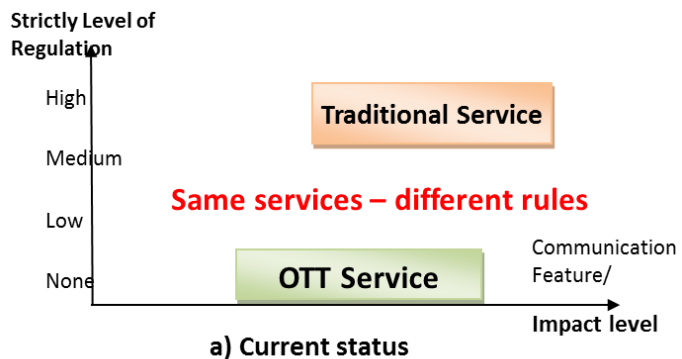 Strictly Level of
Regulation
High
Traditional Service
Medium
Same services – different rules
Low
Communication
Feature/
None
OTT Service
Impact level
a) Current status